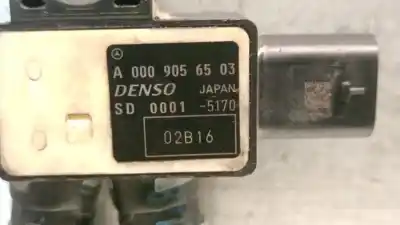 A 000 905 65 03
DENSO JAPAN
SD 0001 -5170
02B16